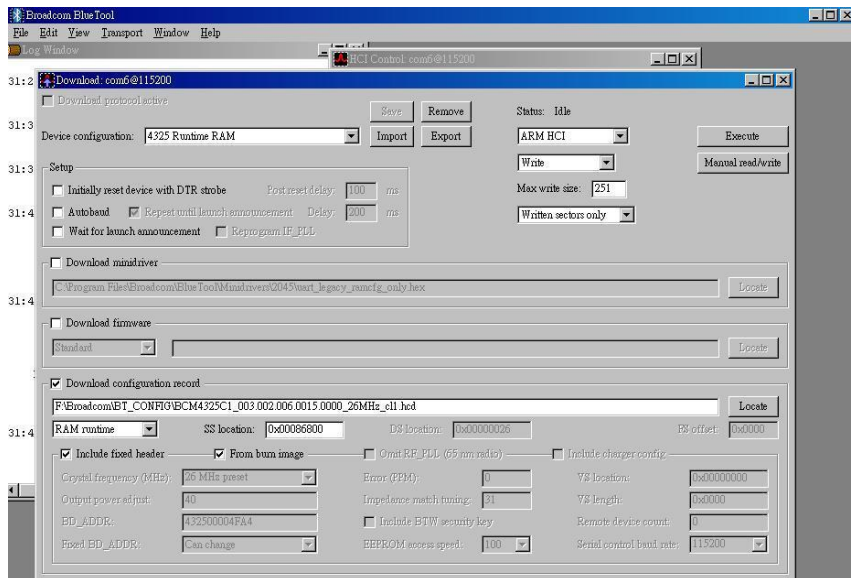 Broadcom BlueTool
File Edit View Transport Window Help
Log Window
HCI Control: com6@115200
31:2
Download: com6@115200
Download protocol active
Save Remove
Status: Idle
31:3
Device configuration: 4325 Runtime RAM
Import Export
ARM HCI
Execute
31:3
Setup
Write
Manual read/write
Initially reset device with DTR strobe Post reset delay: 100 ms
Max write size: 251
31:4
Autobaud Repeat until launch announcement Delay: 200 ms
Written sectors only
Wait for launch announcement Reprogram IF_PLL
Download minidriver
C:\Program Files\Broadcom\BlueTool\Minidrivers\2045\uart_legacy_ramcfg_only.hex
Locate
31:4
Download firmware
Standard
Locate
Download configuration record
F:\Broadcom\BT_CONFIG\BCM4325C1_003.002.006.0015.0000_26MHz_cl1.hcd
Locate
31:4
RAM runtime SS location: 0x00086800 DS location: 0x00000026 PS offset: 0x0000
Include fixed header From burn image Omit RF_PLL (65 nm radio) Include charger config
Crystal frequency (MHz): 26 MHz preset Error (PPM): 0 VS location: 0x00000000
Output power adjust: 40 Impedance match tuning: 31 VS length: 0x0000
BD_ADDR: 432500004FA4 Include BTW security key Remote device count: 0
Fixed BD_ADDR: Can change EEPROM access speed: 100 Serial control baud rate: 115200